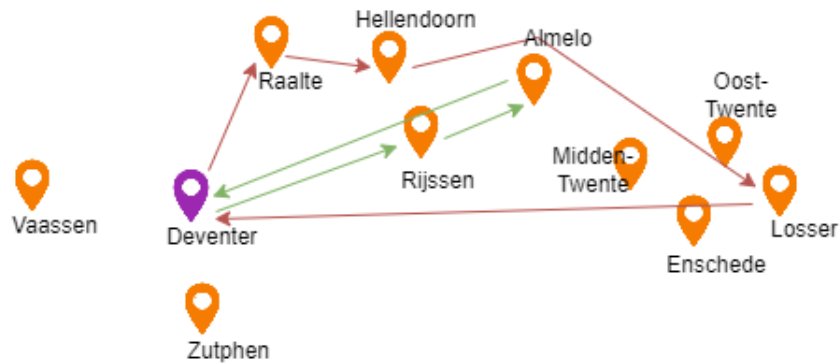 Hellendoorn
Almelo
Raalte
Oost-
Twente
Midden-
Twente
Rijssen
Vaassen
Deventer
Losser
Enschede
Zutphen